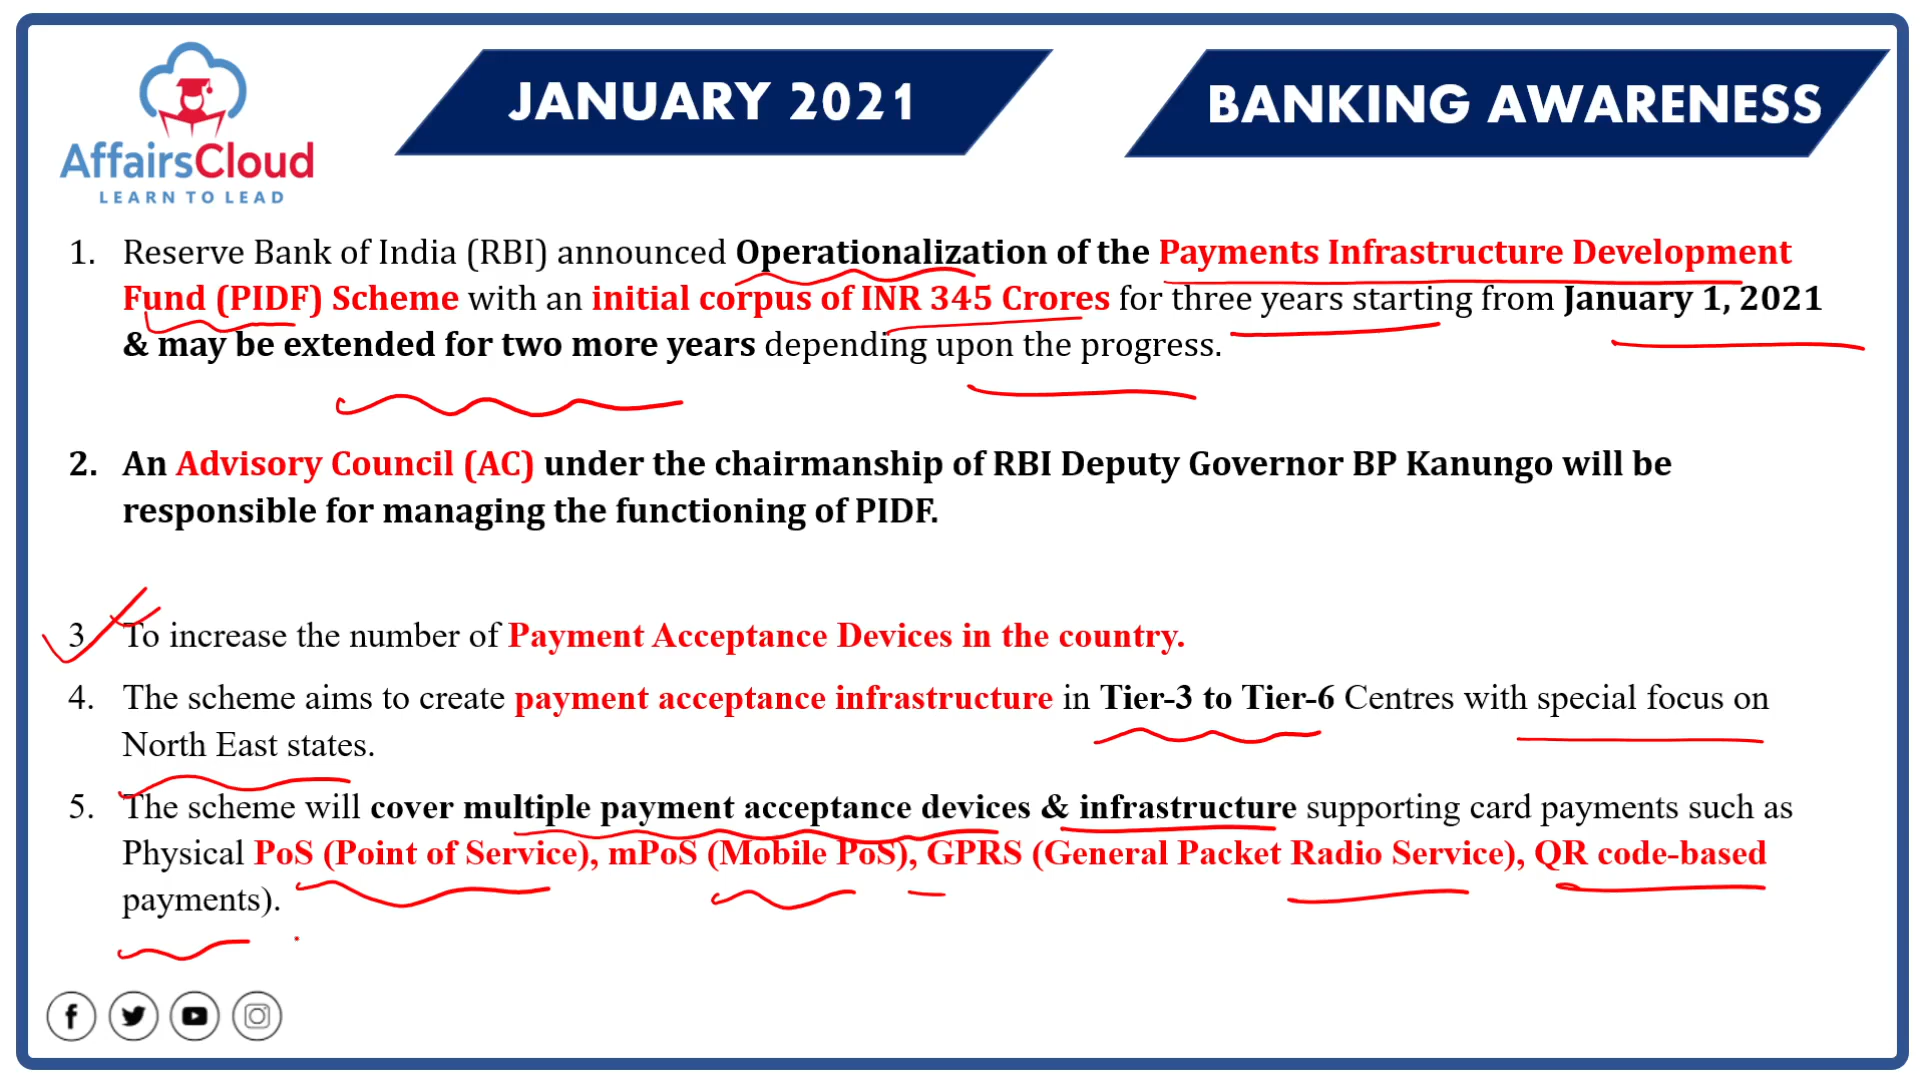 AffairsCloud
LEARN TO LEAD
JANUARY 2021
BANKING AWARENESS
1. Reserve Bank of India (RBI) announced Operationalization of the Payments Infrastructure Development
Fund (PIDF) Scheme with an initial corpus of INR 345 Crores for three years starting from January 1, 2021
& may be extended for two more years depending upon the progress.
2. An Advisory Council (AC) under the chairmanship of RBI Deputy Governor BP Kanungo will be
responsible for managing the functioning of PIDF.
3 To increase the number of Payment Acceptance Devices in the country.
4. The scheme aims to create payment acceptance infrastructure in Tier-3 to Tier-6 Centres with special focus on
North East states.
5. The scheme will cover multiple payment acceptance devices & infrastructure supporting card payments such as
Physical PoS (Point of Service), mPoS (Mobile PoS), GPRS (General Packet Radio Service), QR code-based
payments).